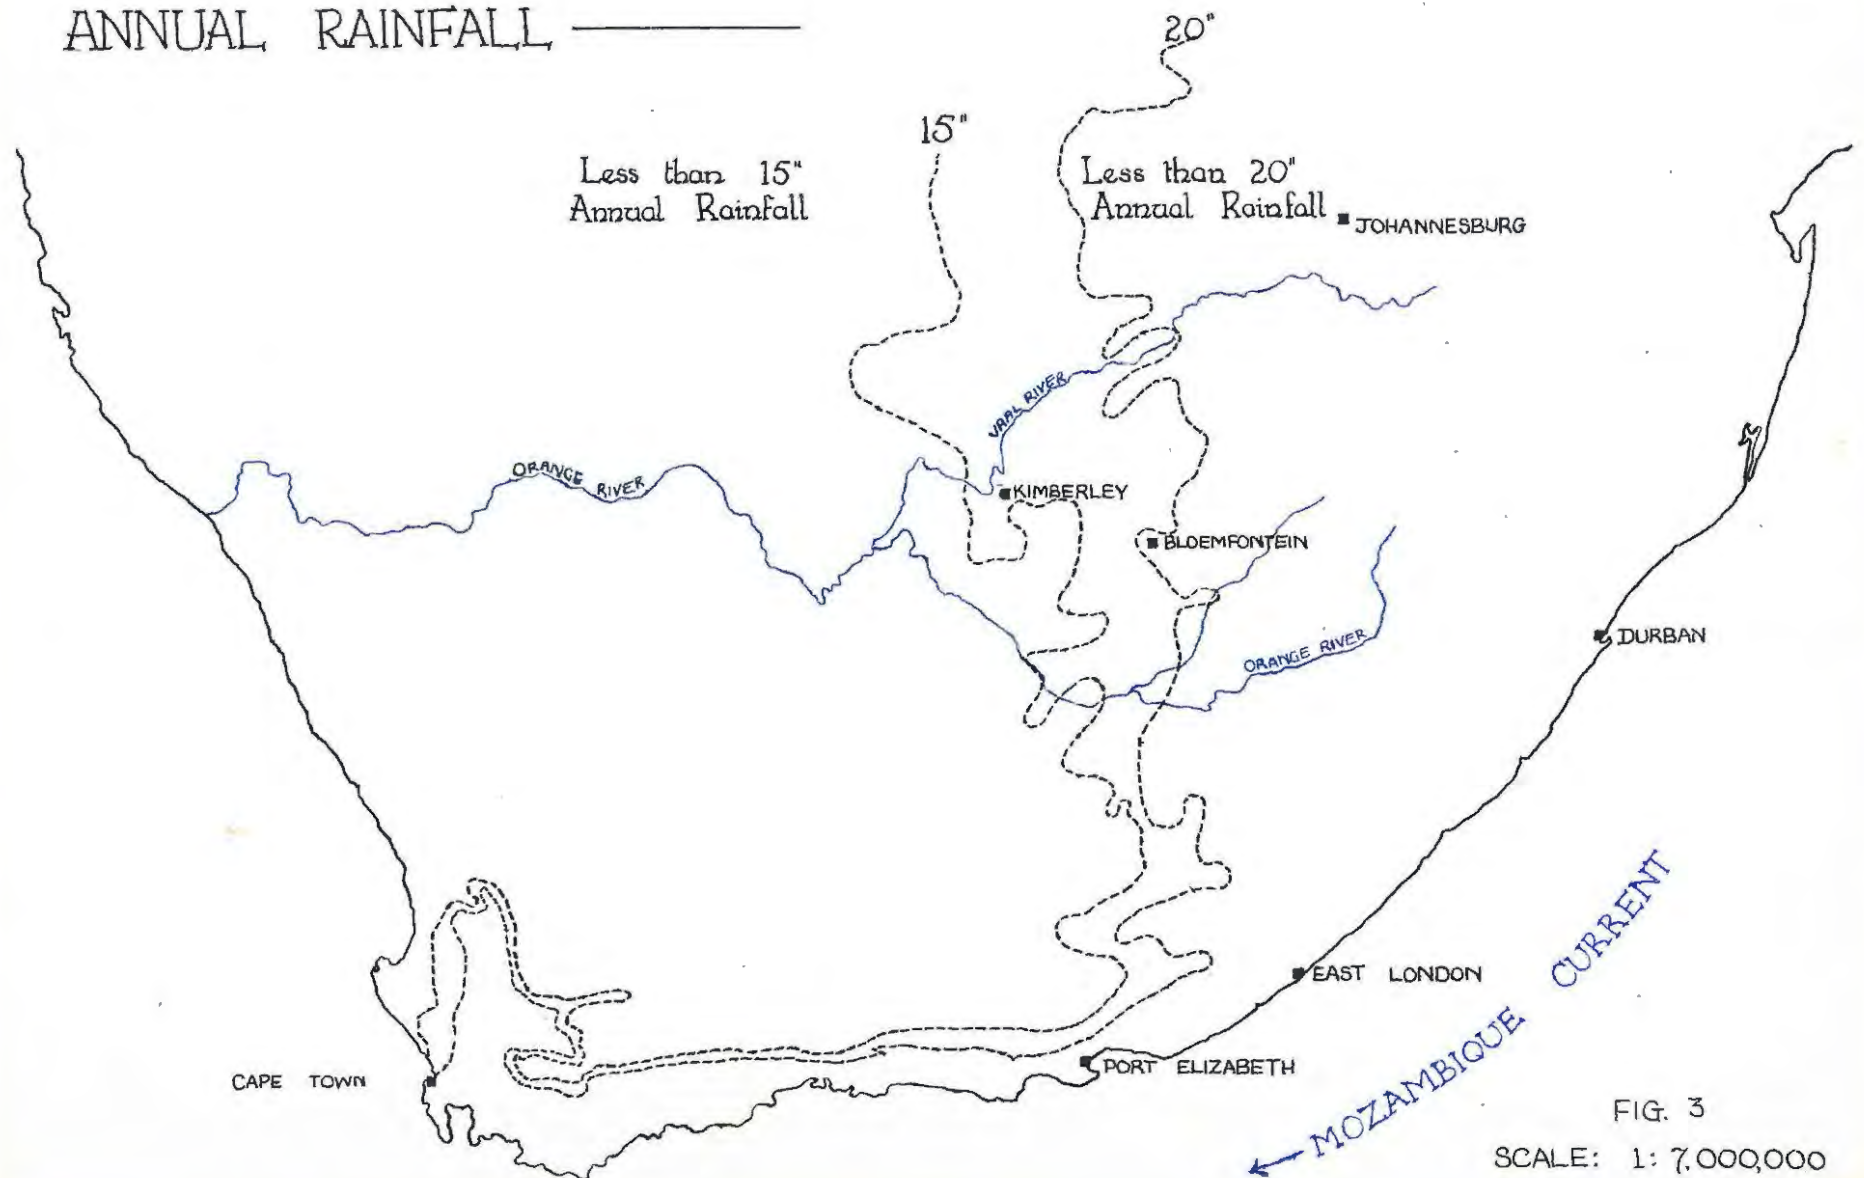 ANNUAL RAINFALL
20"
15"
Less than 15"
Annual Rainfall
Less than 20"
Annual Rainfall
JOHANNESBURG
VAAL RIVER
ORANGE RIVER
KIMBERLEY
BLOEMFONTEIN
ORANGE RIVER
DURBAN
EAST LONDON
MOZAMBIQUE CURRENT
CAPE TOWN
PORT ELIZABETH
FIG. 3
SCALE: 1: 7,000,000